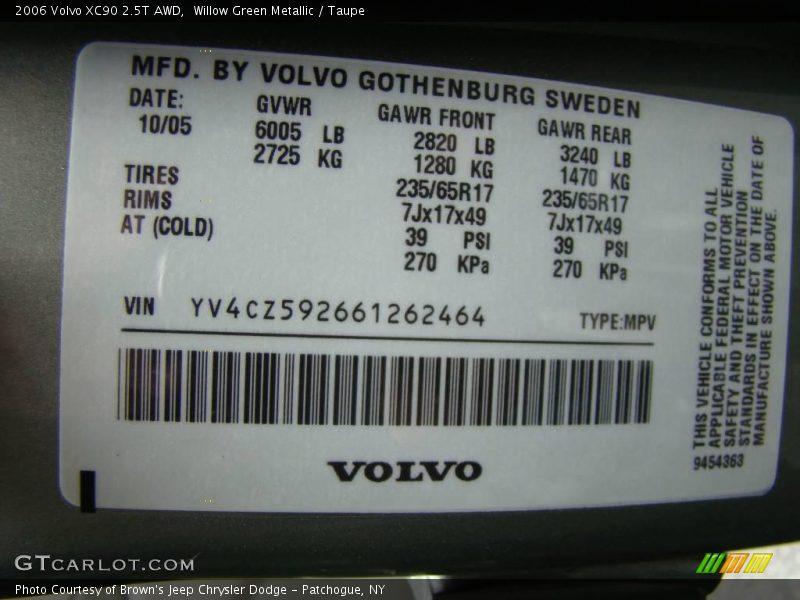 2006 Volvo XC90 2.5T AWD,  Willow Green Metallic / Taupe
MFD. BY VOLVO GOTHENBURG SWEDEN
DATE: GVWR GAWR FRONT GAWR REAR
10/05 6005 LB 2820 LB 3240 LB
2725 KG 1280 KG 1470 KG
TIRES 235/65R17 235/65R17
RIMS 7Jx17x49 7Jx17x49
AT (COLD) 39 PSI 39 PSI
270 KPa 270 KPa
VIN YV4CZ592661262464 TYPE:MPV
VOLVO
THIS VEHICLE CONFORMS TO ALL
APPLICABLE FEDERAL MOTOR VEHICLE
SAFETY AND THEFT PREVENTION
STANDARDS IN EFFECT ON THE DATE OF
MANUFACTURE SHOWN ABOVE.
9454363
GTCARLOT.COM
Photo Courtesy of Brown's Jeep Chrysler Dodge - Patchogue, NY